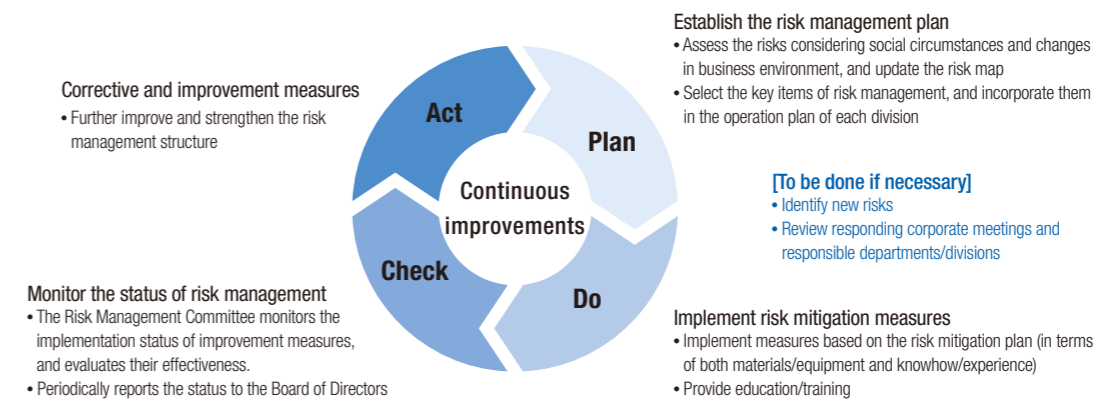 Establish the risk management plan
• Assess the risks considering social circumstances and changes
in business environment, and update the risk map
• Select the key items of risk management, and incorporate them
in the operation plan of each division
Corrective and improvement measures
• Further improve and strengthen the risk
management structure
Act
Plan
Continuous
improvements
[To be done if necessary]
• Identify new risks
• Review responding corporate meetings and
responsible departments/divisions
Check
Do
Monitor the status of risk management
• The Risk Management Committee monitors the
implementation status of improvement measures,
and evaluates their effectiveness.
• Periodically reports the status to the Board of Directors
Implement risk mitigation measures
• Implement measures based on the risk mitigation plan (in terms
of both materials/equipment and knowhow/experience)
• Provide education/training